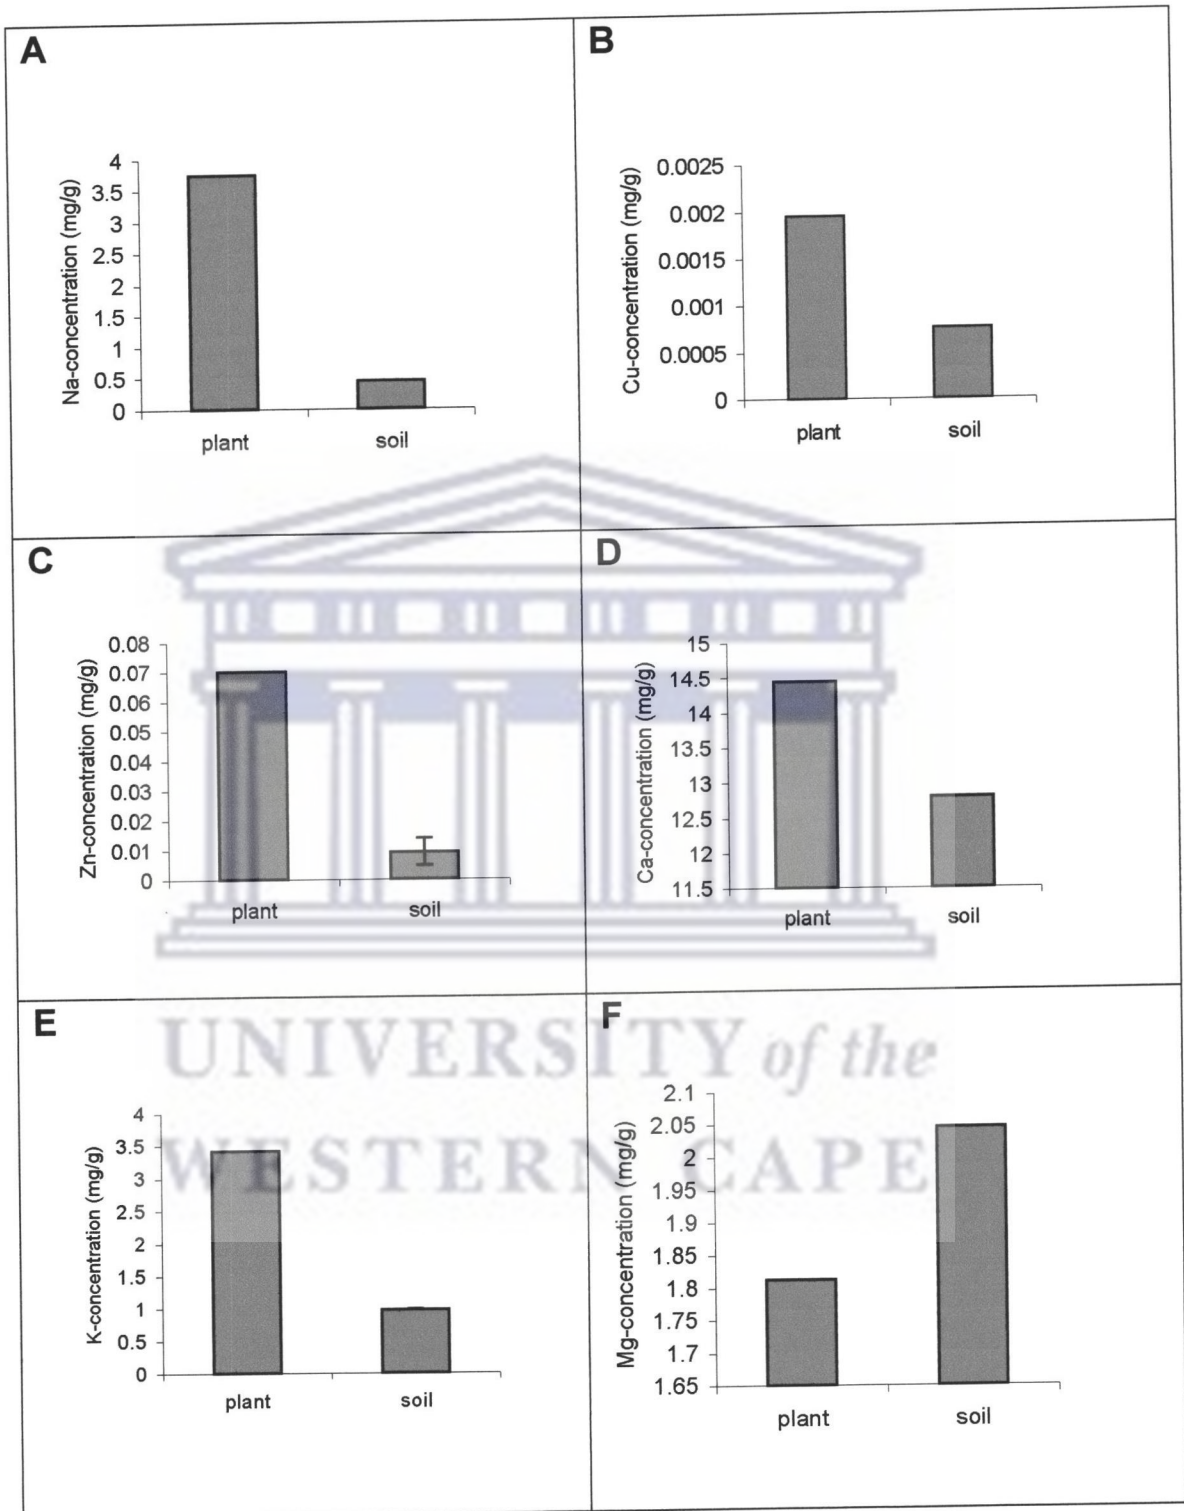 A
Na-concentration (mg/g)
4
3.5
3
2.5
2
1.5
1
0.5
0
plant soil
B
Cu-concentration (mg/g)
0.0025
0.002
0.0015
0.001
0.0005
0
plant soil
C
Zn-concentration (mg/g)
0.08
0.07
0.06
0.05
0.04
0.03
0.02
0.01
0
plant soil
D
Ca-concentration (mg/g)
15
14.5
14
13.5
13
12.5
12
11.5
plant soil
E
K-concentration (mg/g)
4
3.5
3
2.5
2
1.5
1
0.5
0
plant soil
F
Mg-concentration (mg/g)
2.1
2.05
2
1.95
1.9
1.85
1.8
1.75
1.7
1.65
plant soil
UNIVERSITY of the
WESTERN CAPE